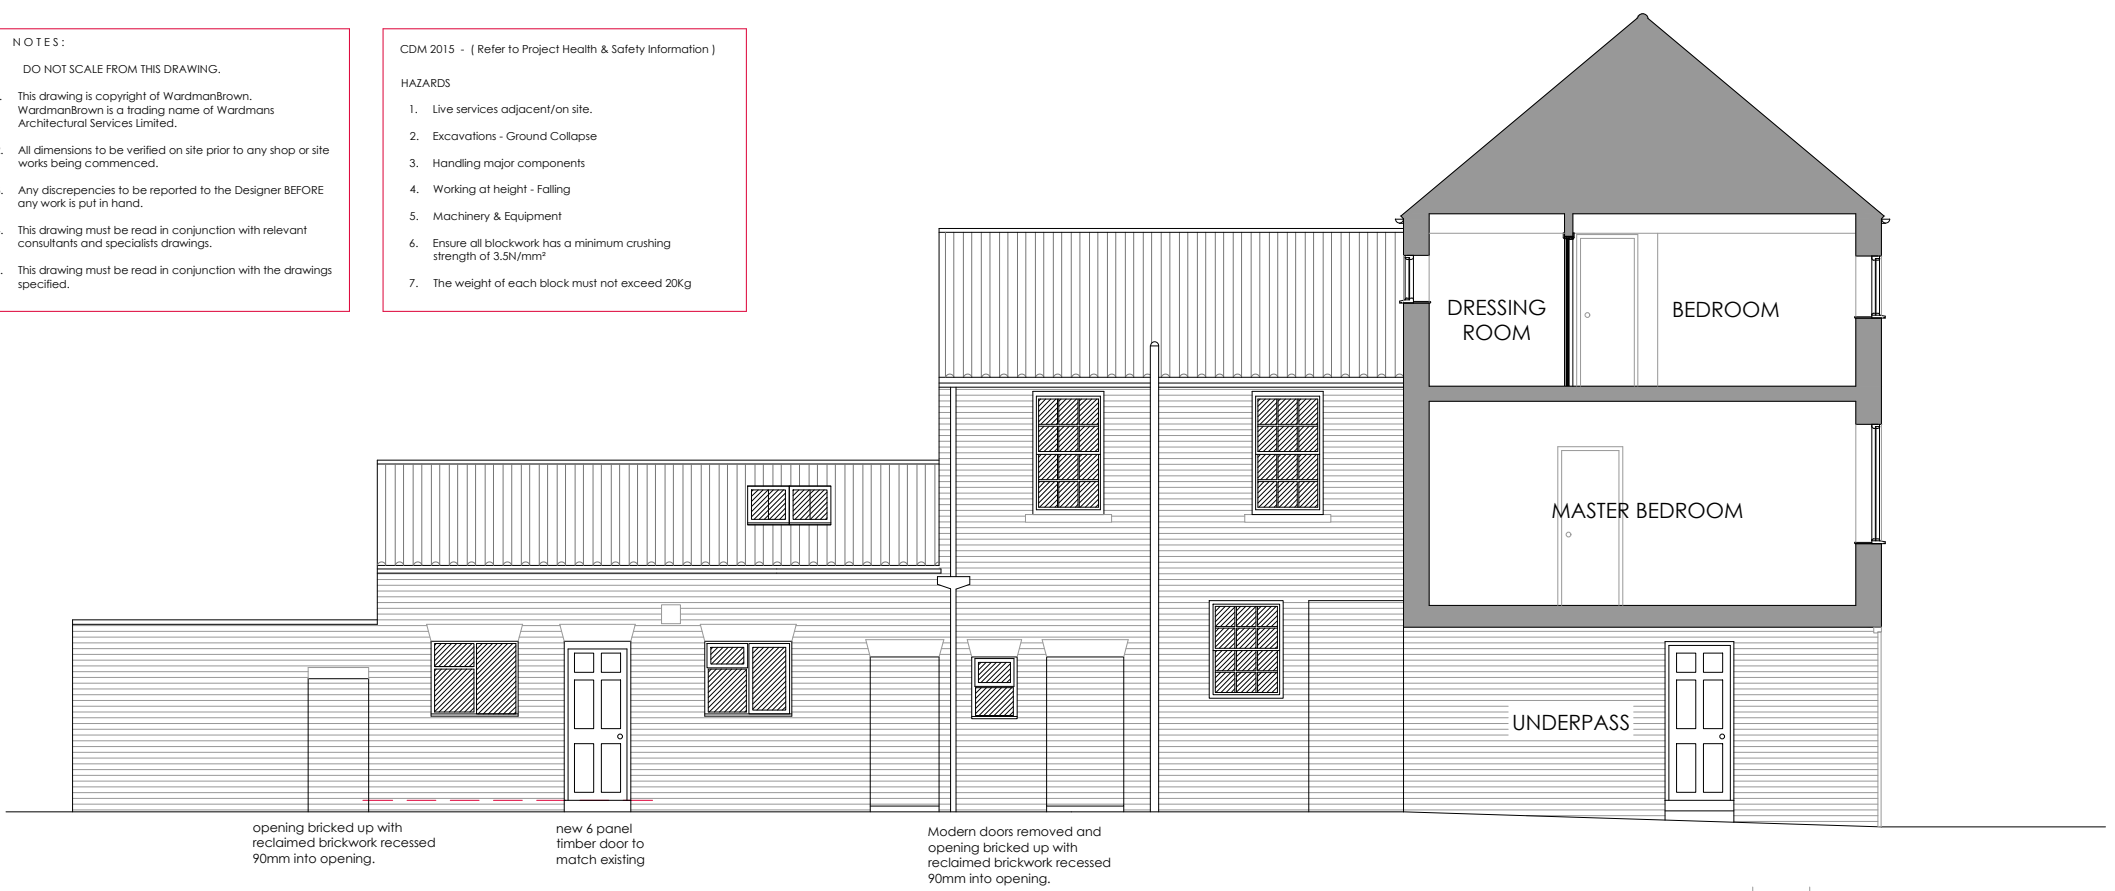 NOTES:
DO NOT SCALE FROM THIS DRAWING.
This drawing is copyright of WardmanBrown.
WardmanBrown is a trading name of Wardmans
Architectural Services Limited.
All dimensions to be verified on site prior to any shop or site
works being commenced.
Any discrepencies to be reported to the Designer BEFORE
any work is put in hand.
This drawing must be read in conjunction with relevant
consultants and specialists drawings.
This drawing must be read in conjunction with the drawings
specified.
CDM 2015 - ( Refer to Project Health & Safety Information )
HAZARDS
1. Live services adjacent/on site.
2. Excavations - Ground Collapse
3. Handling major components
4. Working at height - Falling
5. Machinery & Equipment
6. Ensure all blockwork has a minimum crushing
strength of 3.5N/mm²
7. The weight of each block must not exceed 20Kg
DRESSING
ROOM
BEDROOM
MASTER BEDROOM
UNDERPASS
opening bricked up with
reclaimed brickwork recessed
90mm into opening.
new 6 panel
timber door to
match existing
Modern doors removed and
opening bricked up with
reclaimed brickwork recessed
90mm into opening.